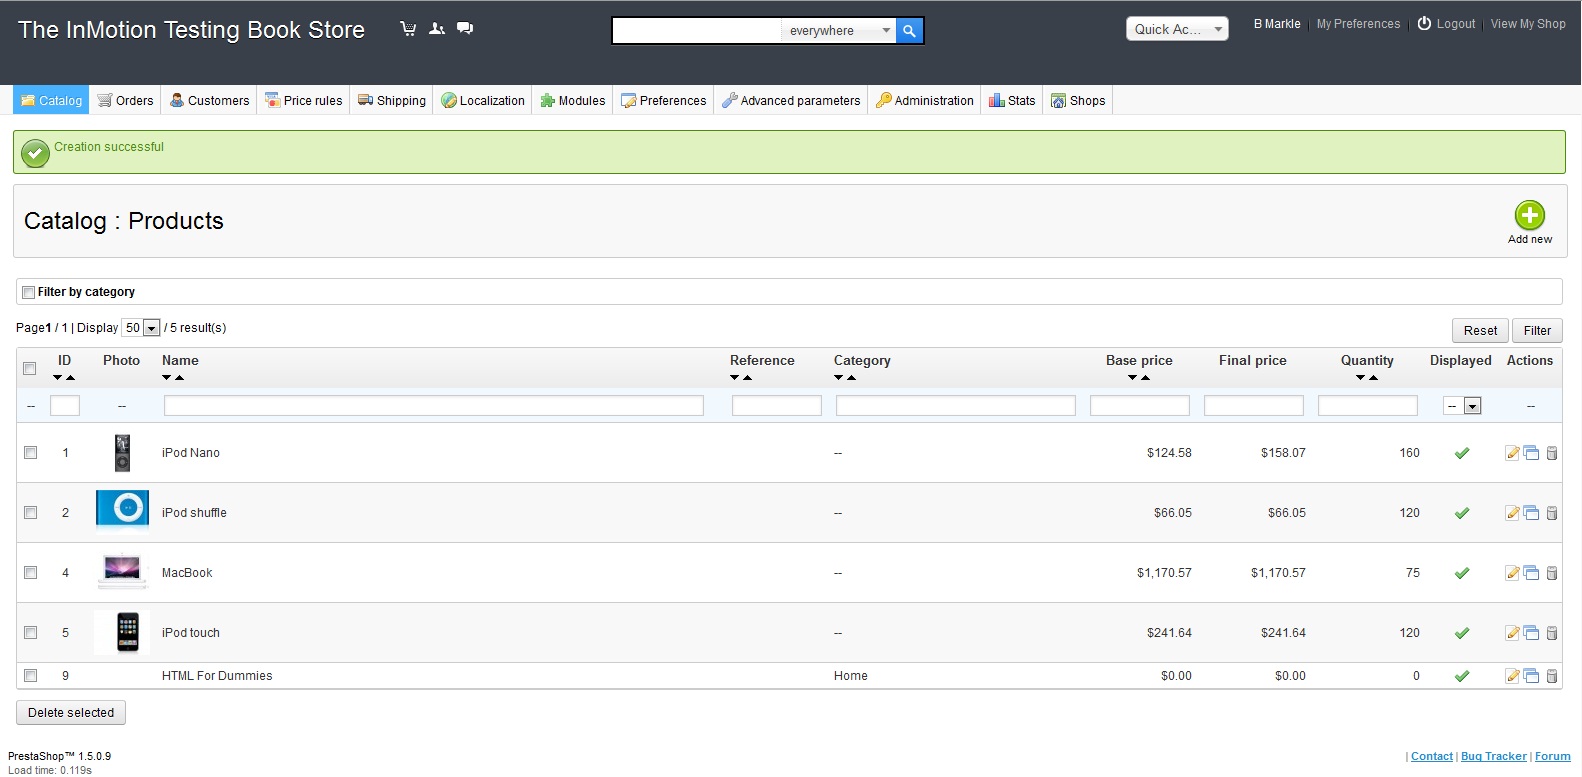 The InMotion Testing Book Store
everywhere
Quick Ac...
B Markle
My Preferences
Logout
View My Shop
Catalog
Orders
Customers
Price rules
Shipping
Localization
Modules
Preferences
Advanced parameters
Administration
Stats
Shops
Creation successful
Catalog : Products
Add new
Filter by category
Page1 / 1 | Display 50 / 5 result(s)
Reset
Filter
ID Photo Name Reference Category Base price Final price Quantity Displayed Actions
-- -- -- --
1 iPod Nano -- $124.58 $158.07 160
2 iPod shuffle -- $66.05 $66.05 120
4 MacBook -- $1,170.57 $1,170.57 75
5 iPod touch -- $241.64 $241.64 120
9 HTML For Dummies Home $0.00 $0.00 0
Delete selected
PrestaShop™ 1.5.0.9
Load time: 0.119s
| Contact | Bug Tracker | Forum